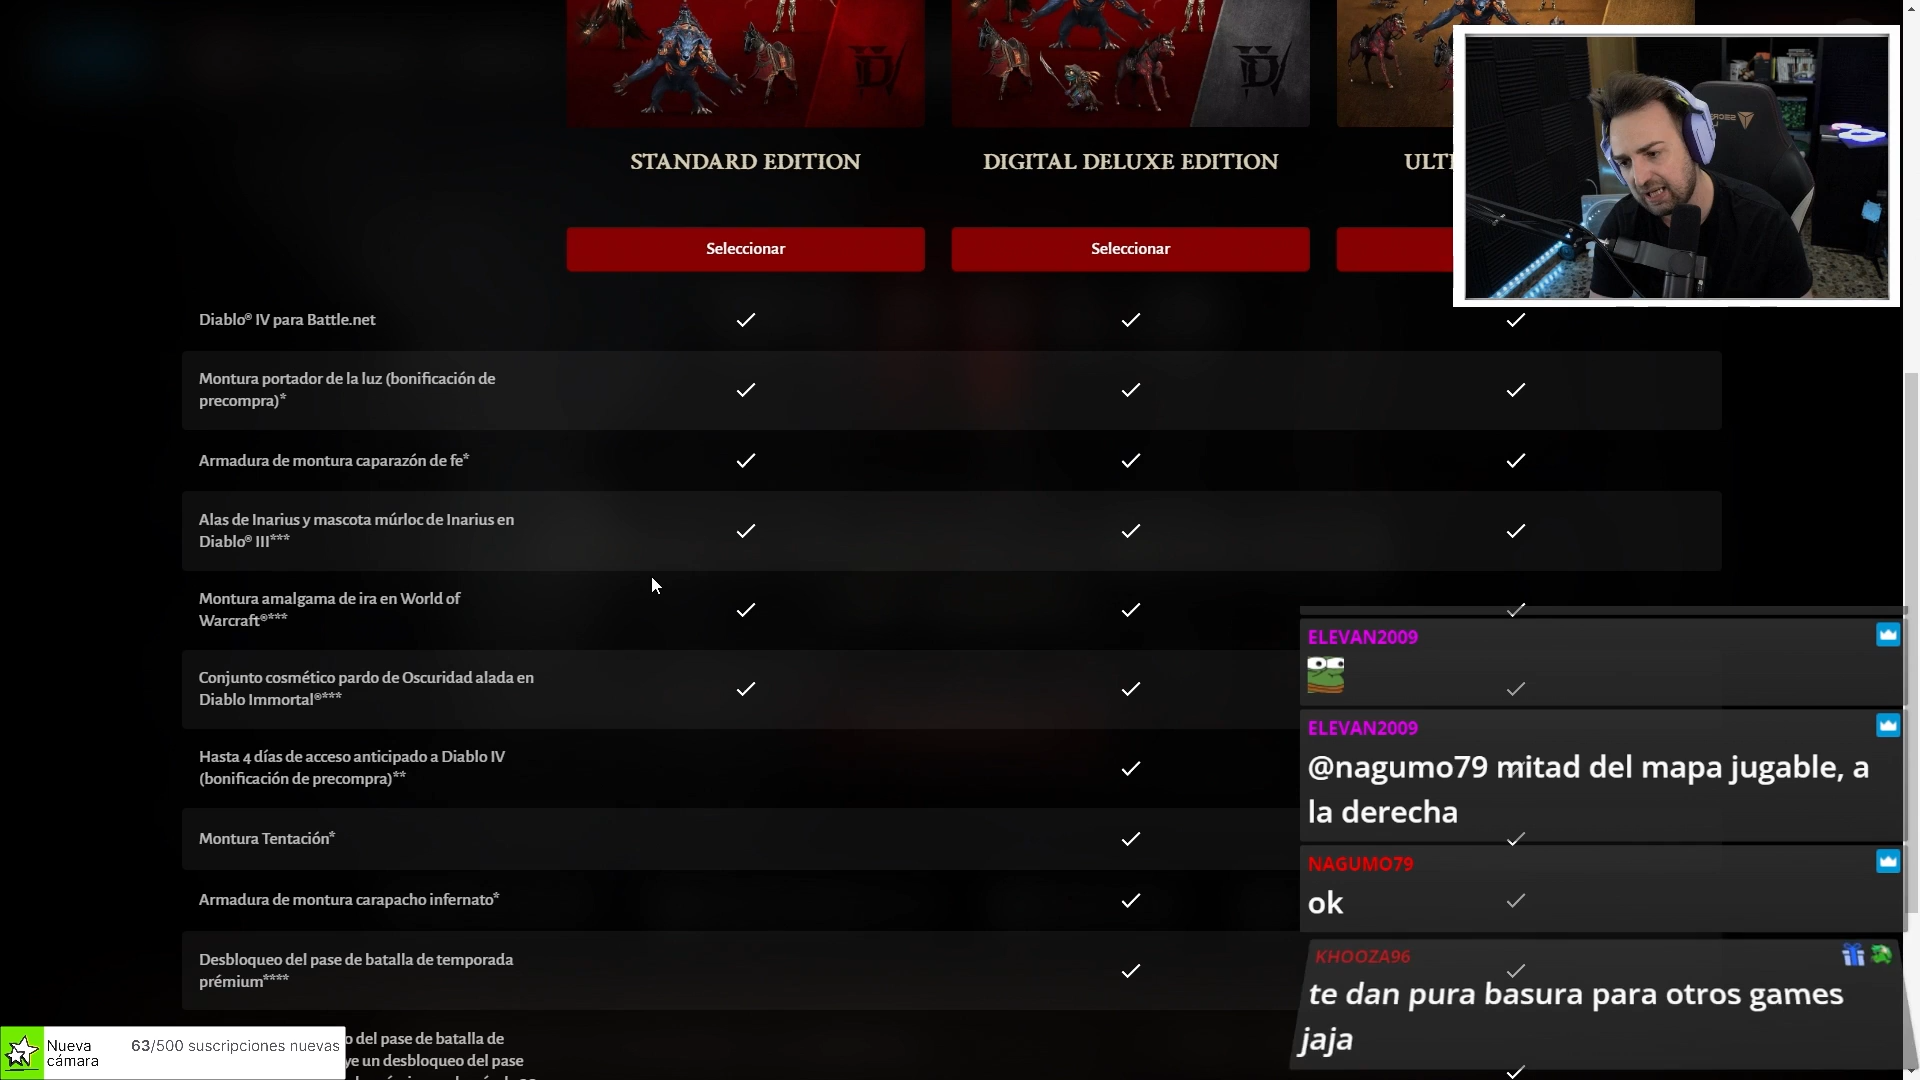 STANDARD EDITION
DIGITAL DELUXE EDITION
Seleccionar
Seleccionar
Diablo® IV para Battle.net
Montura portador de la luz (bonificación de
precompra)*
Armadura de montura caparazón de fe*
Alas de Inarius y mascota múrloc de Inarius en
Diablo® III***
Montura amalgama de ira en World of
Warcraft®***
Conjunto cosmético pardo de Oscuridad alada en
Diablo Immortal®***
Hasta 4 días de acceso anticipado a Diablo IV
(bonificación de precompra)**
Montura Tentación*
Armadura de montura carapacho infernato*
Desbloqueo del pase de batalla de temporada
prémium****
del pase de batalla de
un desbloqueo del pase
ELEVAN2009
ELEVAN2009
@nagumo79 mitad del mapa jugable, a
la derecha
NAGUMO79
ok
KHOOZA96
te dan pura basura para otros games
jaja
Nueva
cámara
63/500 suscripciones nuevas